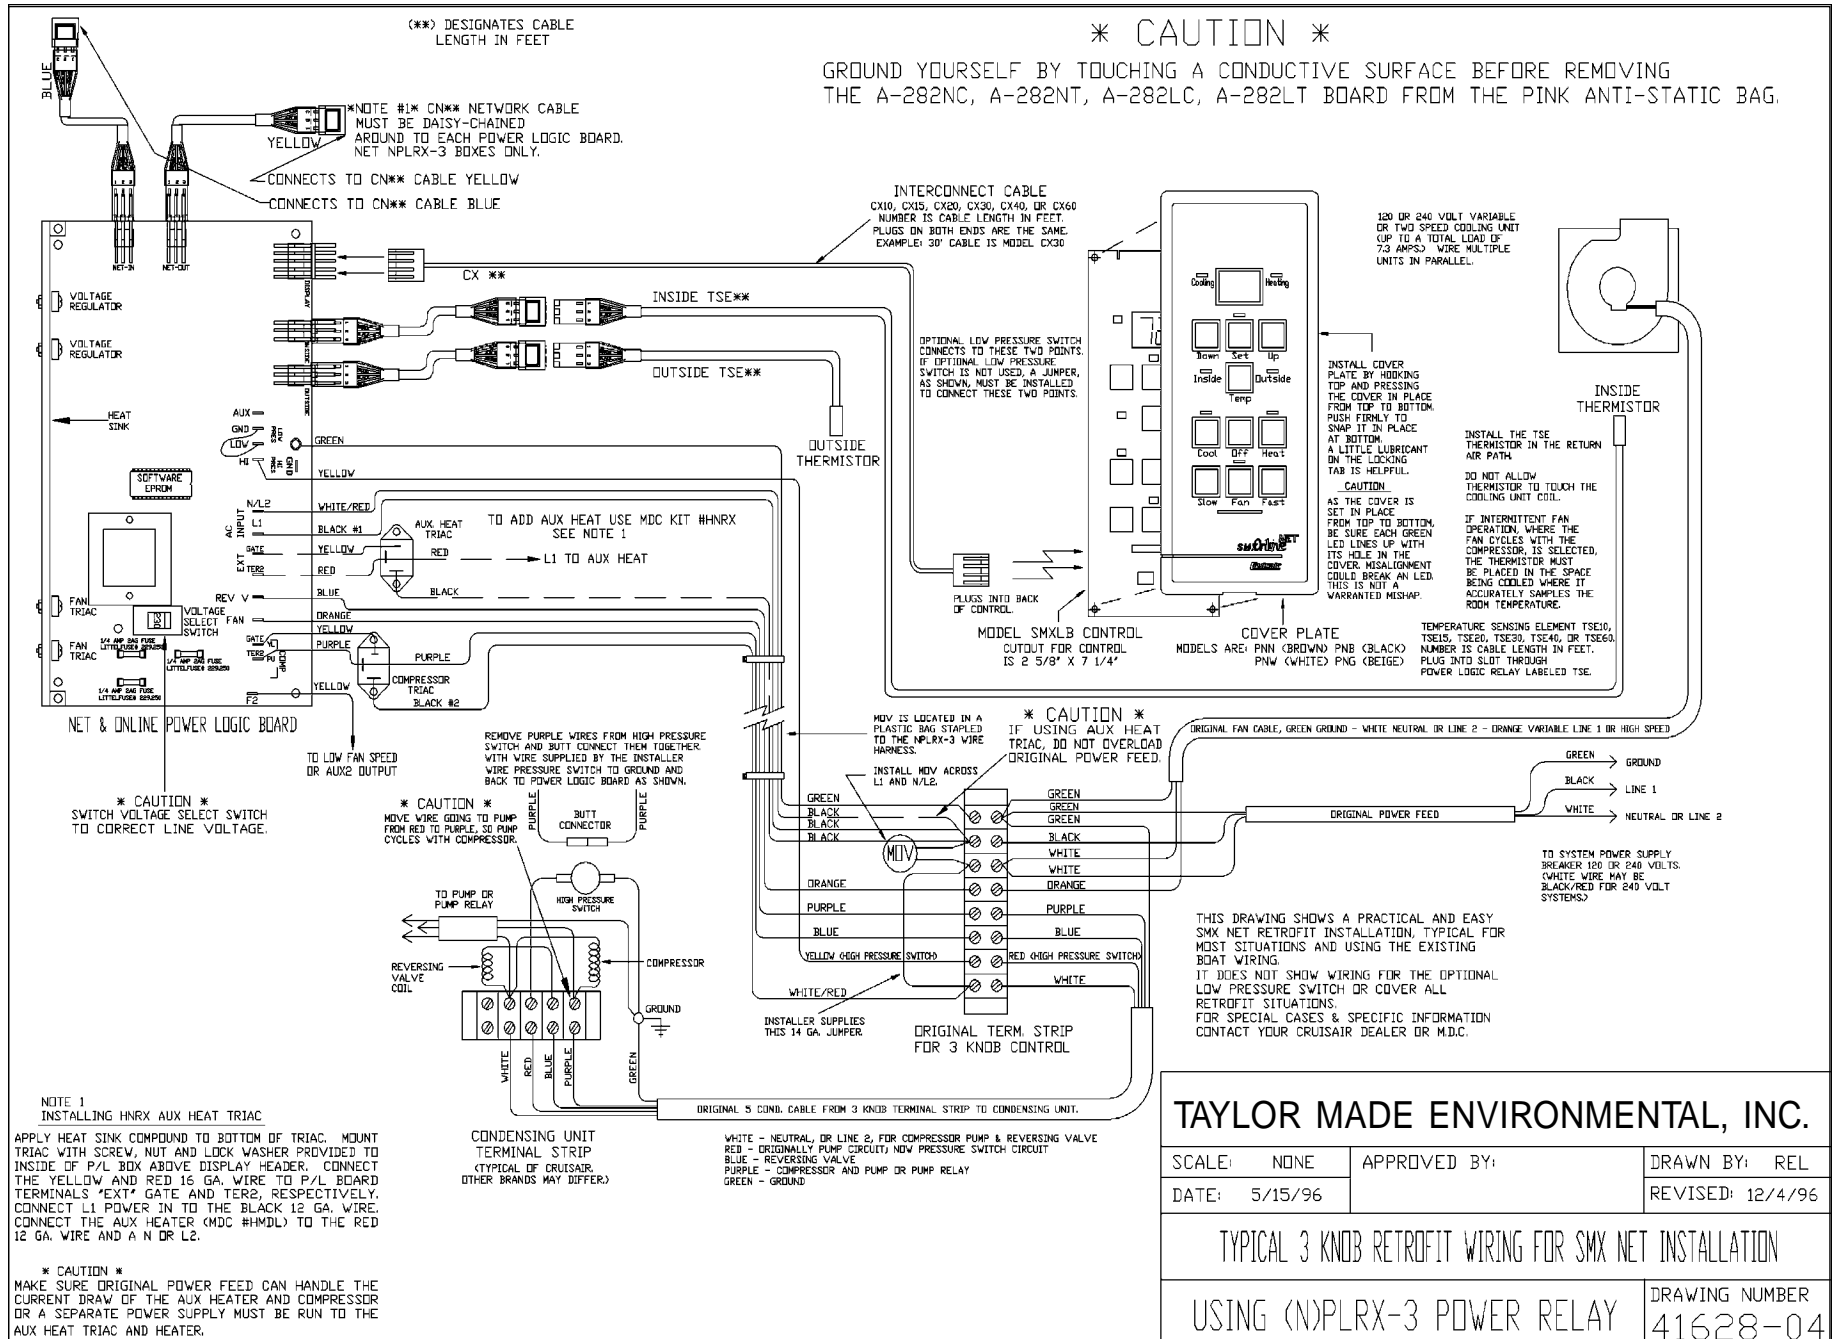 (**) DESIGNATES CABLE
LENGTH IN FEET
* CAUTION *
GROUND YOURSELF BY TOUCHING A CONDUCTIVE SURFACE BEFORE REMOVING
THE A-282NC, A-282NT, A-282LC, A-282LT BOARD FROM THE PINK ANTI-STATIC BAG.
BLUE
YELLOW
*NOTE #1* CN** NETWORK CABLE
MUST BE DAISY-CHAINED
AROUND TO EACH POWER LOGIC BOARD.
NET NPLRX-3 BOXES ONLY.
CONNECTS TO CN** CABLE YELLOW
CONNECTS TO CN** CABLE BLUE
NET-IN
NET-OUT
DISPLAY
INSIDE
OUTSIDE
VOLTAGE
REGULATOR
VOLTAGE
REGULATOR
HEAT
SINK
CX **
INSIDE TSE**
OUTSIDE TSE**
OUTSIDE
THERMISTOR
INTERCONNECT CABLE
CX10, CX15, CX20, CX30, CX40, OR CX60
NUMBER IS CABLE LENGTH IN FEET.
PLUGS ON BOTH ENDS ARE THE SAME.
EXAMPLE: 30' CABLE IS MODEL CX30
120 OR 240 VOLT VARIABLE
OR TWO SPEED COOLING UNIT
(UP TO A TOTAL LOAD OF
7.3 AMPS.) WIRE MULTIPLE
UNITS IN PARALLEL.
OPTIONAL LOW PRESSURE SWITCH
CONNECTS TO THESE TWO POINTS.
IF OPTIONAL LOW PRESSURE
SWITCH IS NOT USED, A JUMPER,
AS SHOWN, MUST BE INSTALLED
TO CONNECT THESE TWO POINTS.
Cooling
Heating
Down Set Up
Inside Outside
Temp
Cool Off Heat
Slow Fan Fast
NET
INSTALL COVER
PLATE BY HOOKING
TOP AND PRESSING
THE COVER IN PLACE
FROM TOP TO BOTTOM.
PUSH FIRMLY TO
SNAP IT IN PLACE
AT BOTTOM.
A LITTLE LUBRICANT
ON THE LOCKING
TAB IS HELPFUL.
CAUTION
AS THE COVER IS
SET IN PLACE
FROM TOP TO BOTTOM,
BE SURE EACH GREEN
LED LINES UP WITH
ITS HOLE IN THE
COVER. MISALIGNMENT
COULD BREAK AN LED.
THIS IS NOT A
WARRANTED MISHAP.
INSIDE
THERMISTOR
INSTALL THE TSE
THERMISTOR IN THE RETURN
AIR PATH.
DO NOT ALLOW
THERMISTOR TO TOUCH THE
COOLING UNIT COIL.
IF INTERMITTENT FAN
OPERATION, WHERE THE
FAN CYCLES WITH THE
COMPRESSOR, IS SELECTED,
THE THERMISTOR MUST
BE PLACED IN THE SPACE
BEING COOLED WHERE IT
ACCURATELY SAMPLES THE
ROOM TEMPERATURE.
TEMPERATURE SENSING ELEMENT TSE10,
TSE15, TSE20, TSE30, TSE40, OR TSE60.
NUMBER IS CABLE LENGTH IN FEET.
PLUG INTO SLOT THROUGH
POWER LOGIC RELAY LABELED TSE.
AUX
GND
LOW
HI
LOW
PRES
HI
PRES
GND
GREEN
YELLOW
SOFTWARE
EPROM
N/L2
L1
AC
INPUT
WHITE/RED
BLACK #1
EXT
GATE
TER2
YELLOW
RED
REV V
BLUE
FAN
ORANGE
GATE
TER2
YE
PU
COMP
YELLOW
PURPLE
F2
YELLOW
AUX. HEAT
TRIAC
RED
BLACK
TO ADD AUX HEAT USE MDC KIT #HNRX
SEE NOTE 1
L1 TO AUX HEAT
PURPLE
COMPRESSOR
TRIAC
BLACK #2
FAN
TRIAC
FAN
TRIAC
230
VOLTAGE
SELECT
SWITCH
1/4 AMP 2AG FUSE
LITTELFUSE# 229.250
1/4 AMP 2AG FUSE
LITTELFUSE# 229.250
1/4 AMP 2AG FUSE
LITTELFUSE# 229.250
NET & ONLINE POWER LOGIC BOARD
TO LOW FAN SPEED
OR AUX2 OUTPUT
* CAUTION *
SWITCH VOLTAGE SELECT SWITCH
TO CORRECT LINE VOLTAGE.
PLUGS INTO BACK
OF CONTROL.
MODEL SMXLB CONTROL
CUTOUT FOR CONTROL
IS 2 5/8" X 7 1/4"
COVER PLATE
MODELS ARE: PNN (BROWN) PNB (BLACK)
PNW (WHITE) PNG (BEIGE)
REMOVE PURPLE WIRES FROM HIGH PRESSURE
SWITCH AND BUTT CONNECT THEM TOGETHER.
WITH WIRE SUPPLIED BY THE INSTALLER
WIRE PRESSURE SWITCH TO GROUND AND
BACK TO POWER LOGIC BOARD AS SHOWN.
* CAUTION *
MOVE WIRE GOING TO PUMP
FROM RED TO PURPLE, SO PUMP
CYCLES WITH COMPRESSOR.
PURPLE
PURPLE
BUTT
CONNECTOR
HIGH PRESSURE
SWITCH
TO PUMP OR
PUMP RELAY
REVERSING
VALVE
COIL
COMPRESSOR
GROUND
WHITE
RED
BLUE
PURPLE
GREEN
CONDENSING UNIT
TERMINAL STRIP
(TYPICAL OF CRUISAIR.
OTHER BRANDS MAY DIFFER.)
MOV IS LOCATED IN A
PLASTIC BAG STAPLED
TO THE NPLRX-3 WIRE
HARNESS.
INSTALL MOV ACROSS
L1 AND N/L2.
* CAUTION *
IF USING AUX HEAT
TRIAC, DO NOT OVERLOAD
ORIGINAL POWER FEED.
MOV
GREEN
BLACK
BLACK
BLACK
ORANGE
PURPLE
BLUE
YELLOW (HIGH PRESSURE SWITCH)
WHITE/RED
GREEN
GREEN
GREEN
BLACK
WHITE
WHITE
ORANGE
PURPLE
BLUE
RED (HIGH PRESSURE SWITCH)
WHITE
INSTALLER SUPPLIES
THIS 14 GA. JUMPER.
ORIGINAL TERM. STRIP
FOR 3 KNOB CONTROL
ORIGINAL FAN CABLE, GREEN GROUND - WHITE NEUTRAL OR LINE 2 - ORANGE VARIABLE LINE 1 OR HIGH SPEED
ORIGINAL POWER FEED
GREEN
GROUND
BLACK
LINE 1
WHITE
NEUTRAL OR LINE 2
TO SYSTEM POWER SUPPLY
BREAKER 120 OR 240 VOLTS.
(WHITE WIRE MAY BE
BLACK/RED FOR 240 VOLT
SYSTEMS.)
THIS DRAWING SHOWS A PRACTICAL AND EASY
SMX NET RETROFIT INSTALLATION, TYPICAL FOR
MOST SITUATIONS AND USING THE EXISTING
BOAT WIRING.
IT DOES NOT SHOW WIRING FOR THE OPTIONAL
LOW PRESSURE SWITCH OR COVER ALL
RETROFIT SITUATIONS.
FOR SPECIAL CASES & SPECIFIC INFORMATION
CONTACT YOUR CRUISAIR DEALER OR M.D.C.
ORIGINAL 5 COND. CABLE FROM 3 KNOB TERMINAL STRIP TO CONDENSING UNIT.
WHITE - NEUTRAL, OR LINE 2, FOR COMPRESSOR PUMP & REVERSING VALVE
RED - ORIGINALLY PUMP CIRCUIT; NOW PRESSURE SWITCH CIRCUIT
BLUE - REVERSING VALVE
PURPLE - COMPRESSOR AND PUMP OR PUMP RELAY
GREEN - GROUND
NOTE 1
INSTALLING HNRX AUX HEAT TRIAC
APPLY HEAT SINK COMPOUND TO BOTTOM OF TRIAC. MOUNT
TRIAC WITH SCREW, NUT AND LOCK WASHER PROVIDED TO
INSIDE OF P/L BOX ABOVE DISPLAY HEADER. CONNECT
THE YELLOW AND RED 16 GA. WIRE TO P/L BOARD
TERMINALS "EXT" GATE AND TER2, RESPECTIVELY.
CONNECT L1 POWER IN TO THE BLACK 12 GA. WIRE.
CONNECT THE AUX HEATER (MDC #HMDL) TO THE RED
12 GA. WIRE AND A N OR L2.
* CAUTION *
MAKE SURE ORIGINAL POWER FEED CAN HANDLE THE
CURRENT DRAW OF THE AUX HEATER AND COMPRESSOR
OR A SEPARATE POWER SUPPLY MUST BE RUN TO THE
AUX HEAT TRIAC AND HEATER.
TAYLOR MADE ENVIRONMENTAL, INC.
SCALE: NONE
APPROVED BY:
DRAWN BY: REL
DATE: 5/15/96
REVISED: 12/4/96
TYPICAL 3 KNOB RETROFIT WIRING FOR SMX NET INSTALLATION
USING (N)PLRX-3 POWER RELAY
DRAWING NUMBER
41628-04